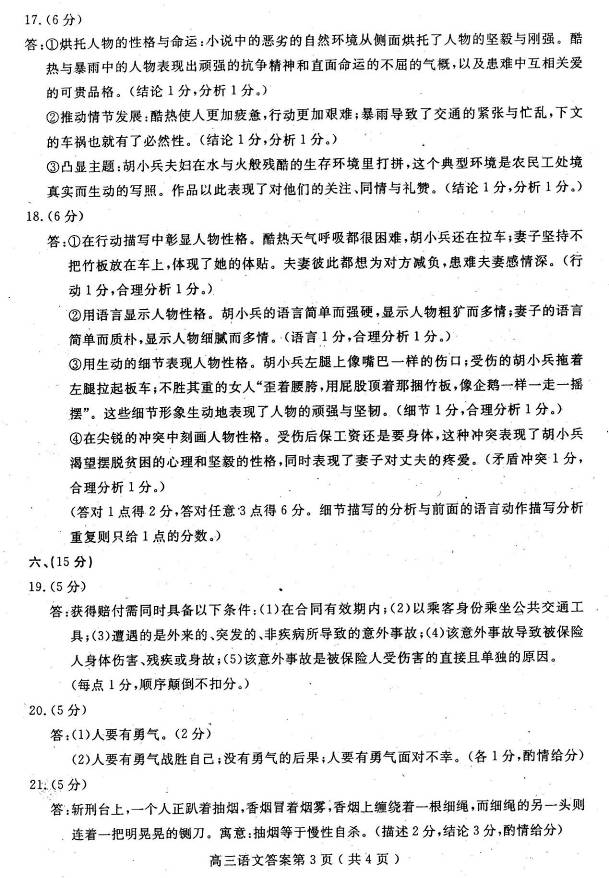 17.(6 分)
答:①烘托人物的性格与命运:小说中的恶劣的自然环境从侧面烘托了人物的坚毅与刚强。酷
热与暴雨中的人物表现出顽强的抗争精神和直面命运的不屈的气概,以及患难中互相关爱
的可贵品格。(结论 1 分,分析 1 分。)
②推动情节发展:酷热使人更加疲惫,行动更加艰难;暴雨导致了交通的紧张与忙乱,下文
的车祸也就有了必然性。(结论 1 分,分析 1 分。)
③凸显主题:胡小兵夫妇在水与火般残酷的生存环境里打拼,这个典型环境是农民工处境
真实而生动的写照。作品以此表现了对他们的关注、同情与礼赞。(结论 1 分,分析 1 分。)
18.(6 分)
答:①在行动描写中彰显人物性格。酷热天气呼吸都很困难,胡小兵还在拉车;妻子坚持不
把竹板放在车上,体现了她的体贴。夫妻彼此都想为对方减负,患难夫妻感情深。(行
动 1 分,合理分析 1 分。)
②用语言显示人物性格。胡小兵的语言简单而强硬,显示人物粗犷而多情;妻子的语言
简单而质朴,显示人物细腻而多情。(语言 1 分,合理分析 1 分。)
③用生动的细节表现人物性格。胡小兵左腿上像嘴巴一样的伤口;受伤的胡小兵拖着
左腿拉起板车;不胜其重的女人“歪着腰胯,用屁股顶着那捆竹板,像企鹅一样一走一摇
摆”。这些细节形象生动地表现了人物的顽强与坚韧。(细节 1 分,合理分析 1 分。)
④在尖锐的冲突中刻画人物性格。受伤后保工资还是要身体,这种冲突表现了胡小兵
渴望摆脱贫困的心理和坚毅的性格,同时表现了妻子对丈夫的疼爱。(矛盾冲突 1 分,
合理分析 1 分。)
(答对 1 点得 2 分,答对任意 3 点得 6 分。细节描写的分析与前面的语言动作描写分析
重复则只给 1 点的分数。)
六、(15 分)
19.(5 分)
答:获得赔付需同时具备以下条件:(1)在合同有效期内;(2)以乘客身份乘坐公共交通工
具;(3)遭遇的是外来的、突发的、非疾病所导致的意外事故;(4)该意外事故导致被保险
人身体伤害、残疾或身故;(5)该意外事故是被保险人受伤害的直接且单独的原因。
(每点 1 分,顺序颠倒不扣分。)
20.(5 分)
答:(1)人要有勇气。(2 分)
(2)人要有勇气战胜自己;没有勇气的后果;人要有勇气面对不幸。(各 1 分,酌情给分)
21.(5 分)
答:斩刑台上,一个人正趴着抽烟,香烟冒着烟雾,香烟上缠绕着一根细绳,而细绳的另一头则
连着一把明晃晃的铡刀。寓意:抽烟等于慢性自杀。(描述 2 分,结论 3 分,酌情给分)
高三语文答案第 3 页(共 4 页)